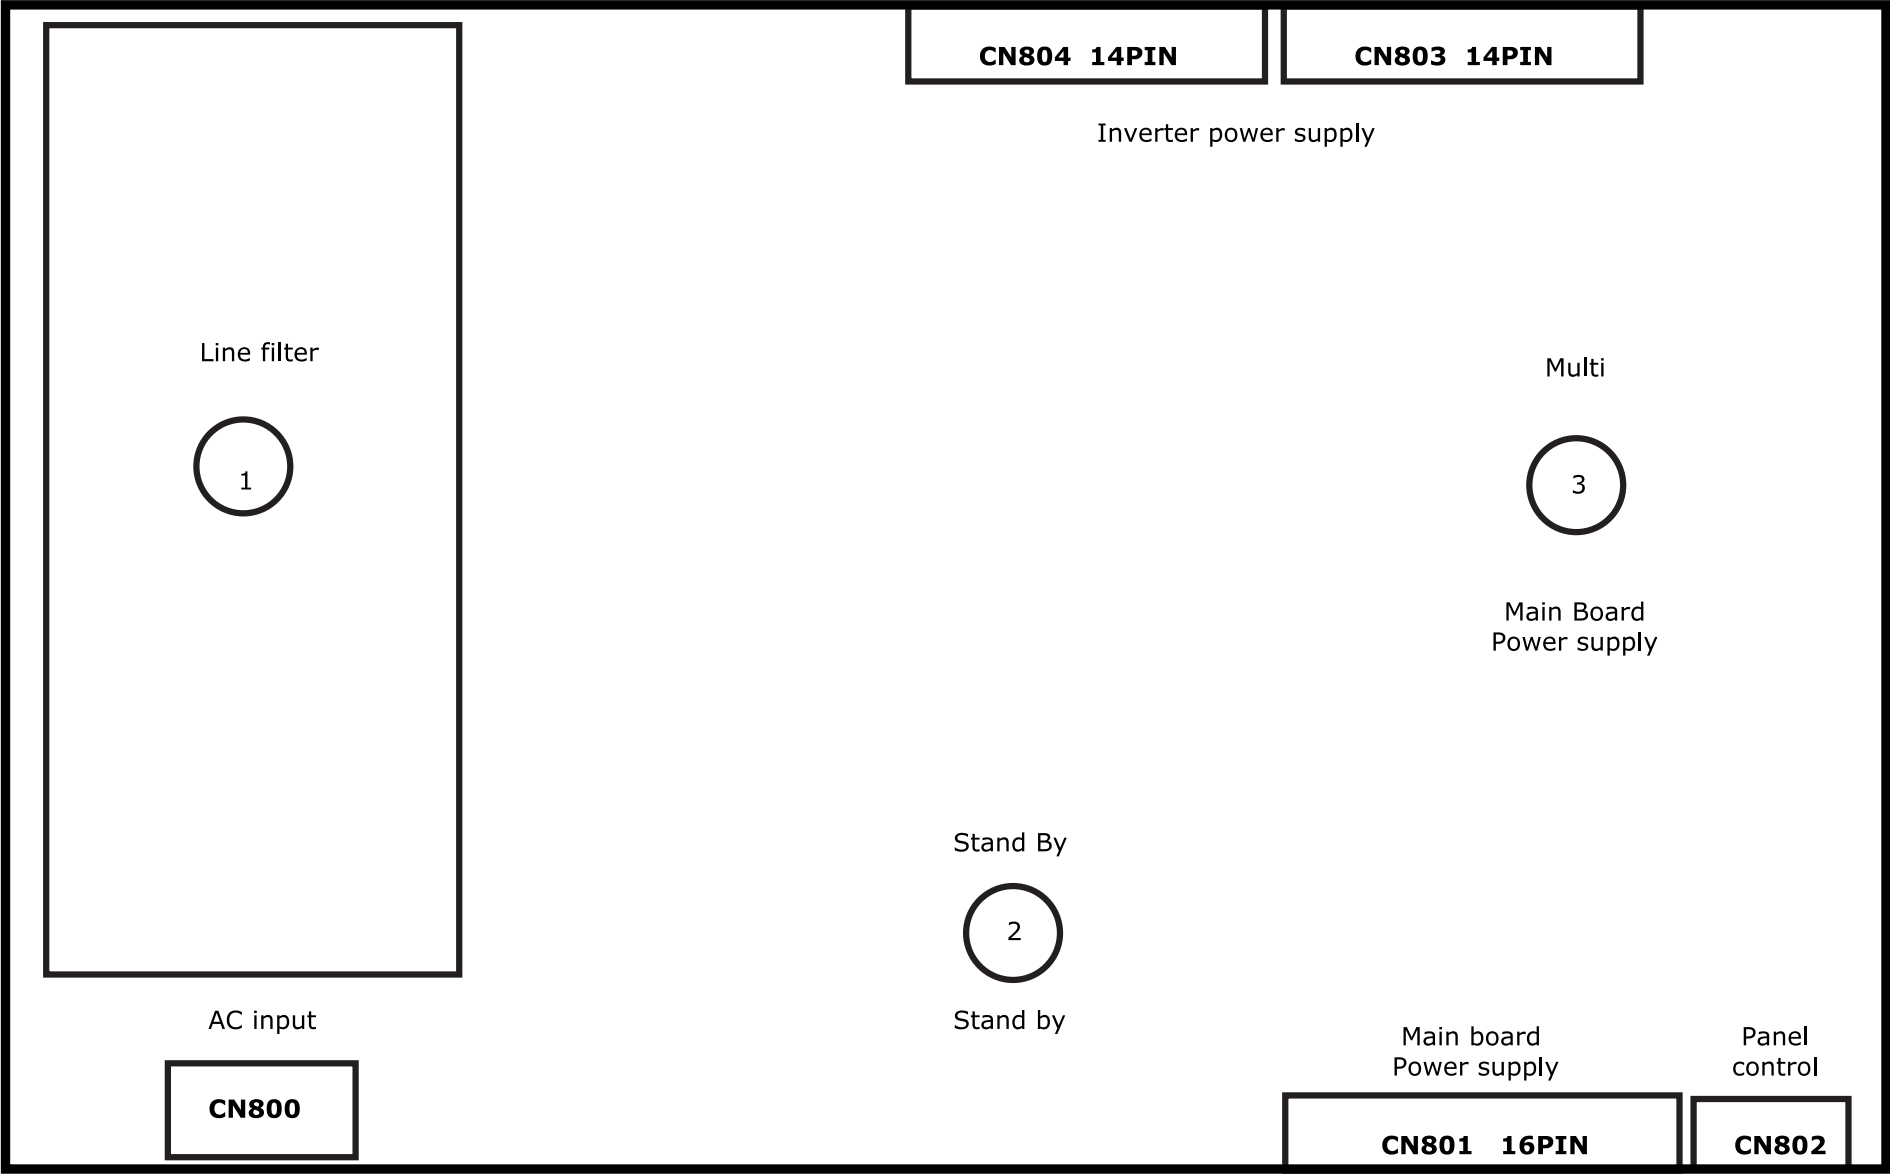 CN804 14PIN
CN803 14PIN
Inverter power supply
Line filter
1
Multi
3
Main Board
Power supply
Stand By
2
Stand by
AC input
CN800
Main board
Power supply
CN801 16PIN
Panel
control
CN802